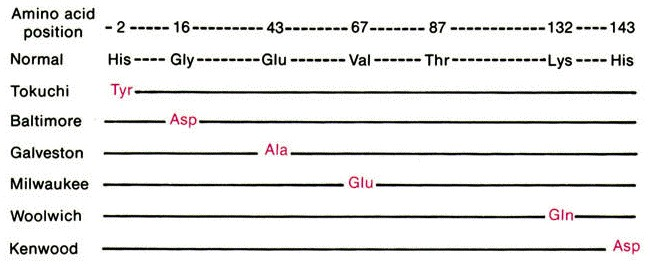 Amino acid
position - 2 ------ 16 --------- 43 --------- 67 ------- 87 ------------- 132 ---- 143
Normal His ---- Gly -------- Glu -------- Val ------ Thr ------------ Lys ---- His
Tokuchi Tyr
Baltimore Asp
Galveston Ala
Milwaukee Glu
Woolwich Gln
Kenwood Asp